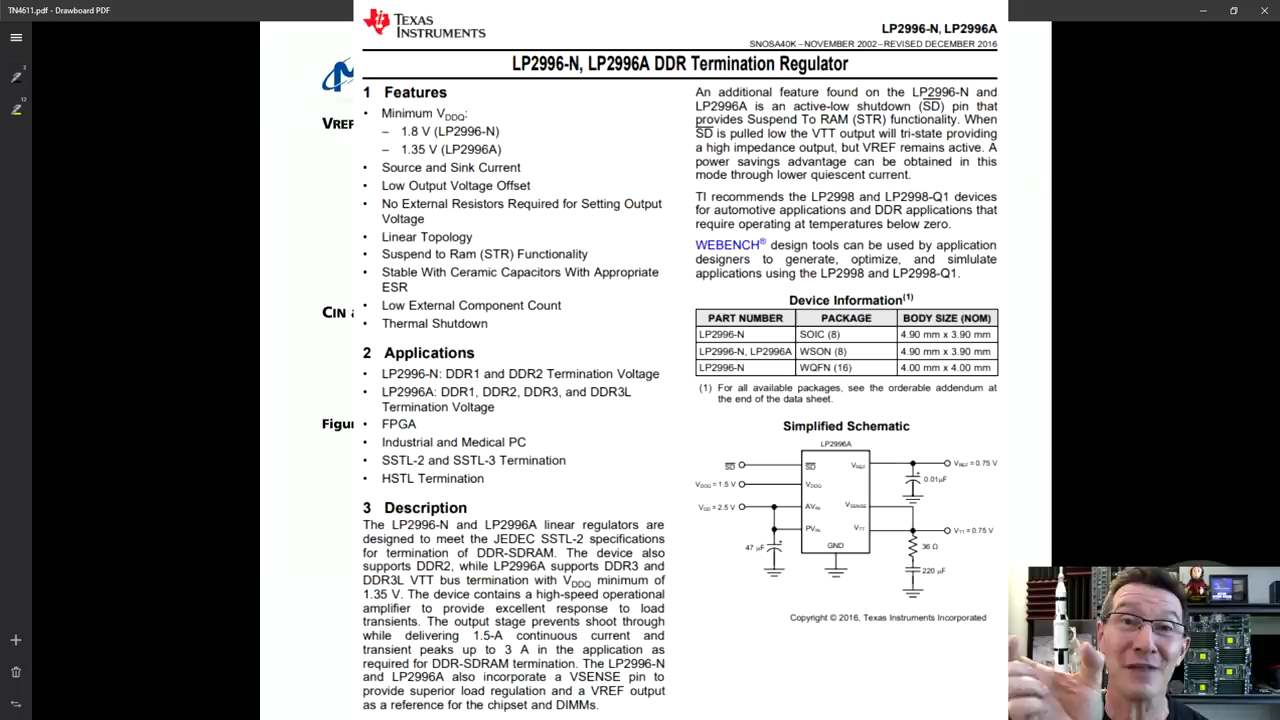 TN4611.pdf - Drawboard PDF
TEXAS
INSTRUMENTS
LP2996-N, LP2996A
SNOSA40K – NOVEMBER 2002 – REVISED DECEMBER 2016
LP2996-N, LP2996A DDR Termination Regulator
VREF
CIN
Figu
1 Features
• Minimum VDDQ:
– 1.8 V (LP2996-N)
– 1.35 V (LP2996A)
• Source and Sink Current
• Low Output Voltage Offset
• No External Resistors Required for Setting Output
Voltage
• Linear Topology
• Suspend to Ram (STR) Functionality
• Stable With Ceramic Capacitors With Appropriate
ESR
• Low External Component Count
• Thermal Shutdown
2 Applications
• LP2996-N: DDR1 and DDR2 Termination Voltage
• LP2996A: DDR1, DDR2, DDR3, and DDR3L
Termination Voltage
• FPGA
• Industrial and Medical PC
• SSTL-2 and SSTL-3 Termination
• HSTL Termination
3 Description
The LP2996-N and LP2996A linear regulators are
designed to meet the JEDEC SSTL-2 specifications
for termination of DDR-SDRAM. The device also
supports DDR2, while LP2996A supports DDR3 and
DDR3L VTT bus termination with VDDQ minimum of
1.35 V. The device contains a high-speed operational
amplifier to provide excellent response to load
transients. The output stage prevents shoot through
while delivering 1.5-A continuous current and
transient peaks up to 3 A in the application as
required for DDR-SDRAM termination. The LP2996-N
and LP2996A also incorporate a VSENSE pin to
provide superior load regulation and a VREF output
as a reference for the chipset and DIMMs.
An additional feature found on the LP2996-N and
LP2996A is an active-low shutdown (SD) pin that
provides Suspend To RAM (STR) functionality. When
SD is pulled low the VTT output will tri-state providing
a high impedance output, but VREF remains active. A
power savings advantage can be obtained in this
mode through lower quiescent current.
TI recommends the LP2998 and LP2998-Q1 devices
for automotive applications and DDR applications that
require operating at temperatures below zero.
WEBENCH® design tools can be used by application
designers to generate, optimize, and simlulate
applications using the LP2998 and LP2998-Q1.
Device Information(1)
PART NUMBER PACKAGE BODY SIZE (NOM)
LP2996-N SOIC (8) 4.90 mm x 3.90 mm
LP2996-N, LP2996A WSON (8) 4.90 mm x 3.90 mm
LP2996-N WQFN (16) 4.00 mm x 4.00 mm
(1) For all available packages, see the orderable addendum at
the end of the data sheet.
Simplified Schematic
LP2996A
SD SD VREF VREF = 0.75 V
0.01µF
VDDQ = 1.5 V VDDQ
VDD = 2.5 V AVIN VSENSE
PVIN VTT VTT = 0.75 V
47 µF GND 36 Ω
220 µF
Copyright © 2016, Texas Instruments Incorporated